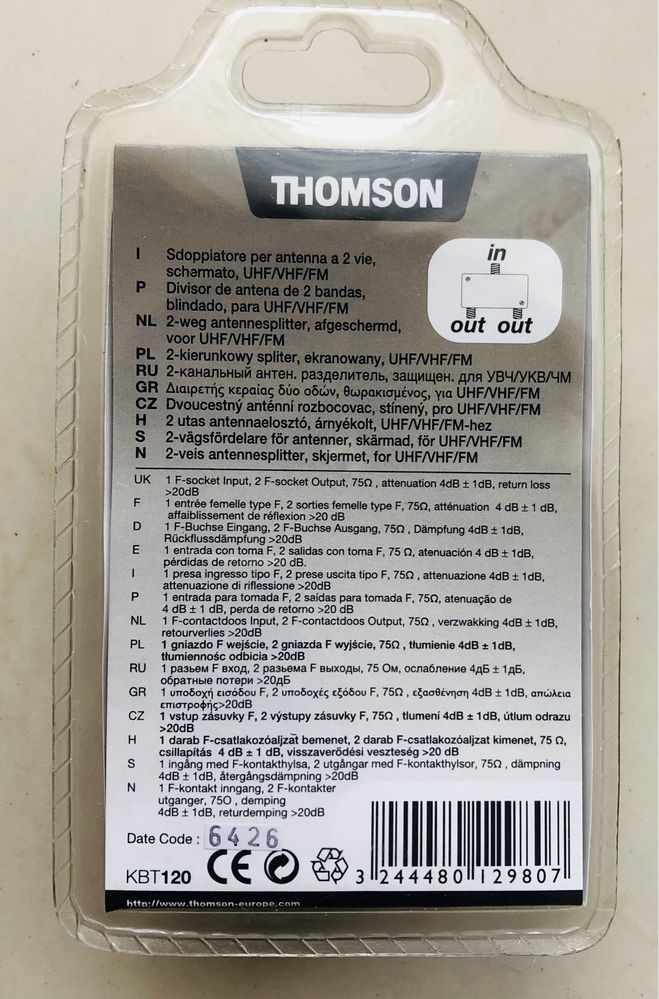 THOMSON
in
out out
I Sdoppiatore per antenna a 2 vie,
schermato, UHF/VHF/FM
P Divisor de antena de 2 bandas,
blindado, para UHF/VHF/FM
NL 2-weg antennesplitter, afgeschermd,
voor UHF/VHF/FM
PL 2-kierunkowy spliter, ekranowany, UHF/VHF/FM
RU 2-канальный антен. разделитель, защищен. для УВЧ/УКВ/ЧМ
GR Διαιρετής κεραίας δύο οδών, θωρακισμένος, για UHF/VHF/FM
CZ Dvoucestný anténní rozbocovac, stínený, pro UHF/VHF/FM
H 2 utas antennaelosztó, árnyékolt, UHF/VHF/FM-hez
S 2-vägsfördelare för antenner, skärmad, för UHF/VHF/FM
N 2-veis antennesplitter, skjermet, for UHF/VHF/FM
UK 1 F-socket Input, 2 F-socket Output, 75Ω , attenuation 4dB ± 1dB, return loss
>20dB
F 1 entrée femelle type F, 2 sorties femelle type F, 75Ω, atténuation 4 dB ± 1 dB,
affaiblissement de réflexion >20 dB
D 1 F-Buchse Eingang, 2 F-Buchse Ausgang, 75Ω , Dämpfung 4dB ± 1dB,
Rückflussdämpfung >20dB
E 1 entrada con toma F, 2 salidas con toma F, 75 Ω, atenuación 4 dB ± 1dB,
pérdidas de retorno >20 dB.
I 1 presa ingresso tipo F, 2 prese uscita tipo F, 75Ω , attenuazione 4dB ± 1dB,
attenuazione di riflessione >20dB
P 1 entrada para tomada F, 2 saídas para tomada F, 75Ω, atenuação de
4 dB ± 1 dB, perda de retorno >20 dB
NL 1 F-contactdoos Input, 2 F-contactdoos Output, 75Ω , verzwakking 4dB ± 1dB,
retourverlies >20dB
PL 1 gniazdo F wejście, 2 gniazda F wyjście, 75Ω , tłumienie 4dB ± 1dB,
tłumiennośc odbicia >20dB
RU 1 разъем F вход, 2 разъема F выходы, 75 Ом, ослабление 4дБ ± 1дБ,
обратные потери >20дБ
GR 1 υποδοχή εισόδου F, 2 υποδοχές εξόδου F, 75Ω , εξασθένηση 4dB ± 1dB, απώλεια
επιστροφής>20dB
CZ 1 vstup zásuvky F, 2 výstupy zásuvky F, 75Ω , tlumení 4dB ± 1dB, útlum odrazu
>20dB
H 1 darab F-csatlakozóaljzat bemenet, 2 darab F-csatlakozóaljzat kimenet, 75 Ω,
csillapítás 4 dB ± 1 dB, visszaverődési veszteség >20 dB
S 1 ingång med F-kontakthylsa, 2 utgångar med F-kontakthylsor, 75Ω , dämpning
4dB ± 1dB, återgångsdämpning >20dB
N 1 F-kontakt inngang, 2 F-kontakter
utganger, 75O , demping
4dB ± 1dB, returdemping >20dB
Date Code : 6426
CE
KBT120
3 244480 129807
http://www.thomson-europe.com